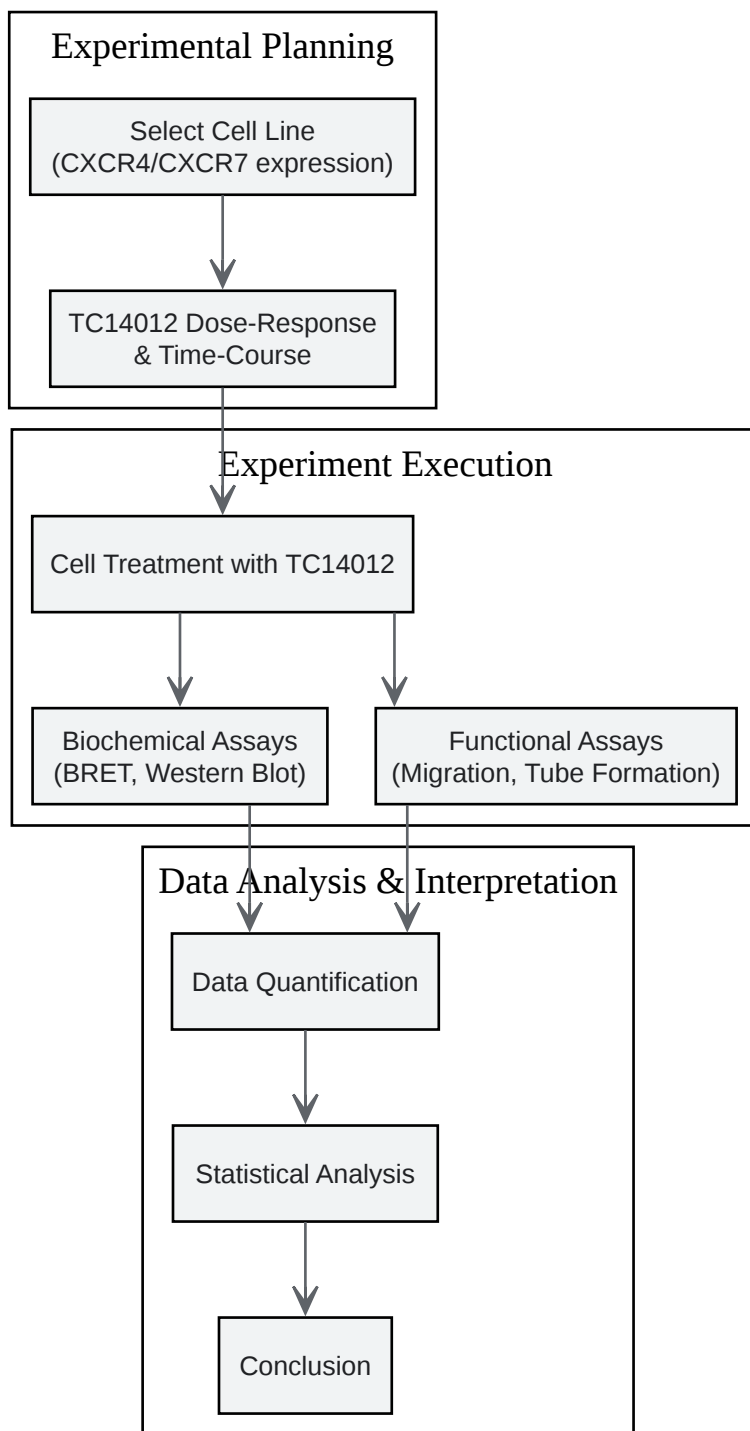 Experimental Planning
Select Cell Line
(CXCR4/CXCR7 expression)
TC14012 Dose-Response
& Time-Course
Experiment Execution
Cell Treatment with TC14012
Biochemical Assays
(BRET, Western Blot)
Functional Assays
(Migration, Tube Formation)
Data Analysis & Interpretation
Data Quantification
Statistical Analysis
Conclusion